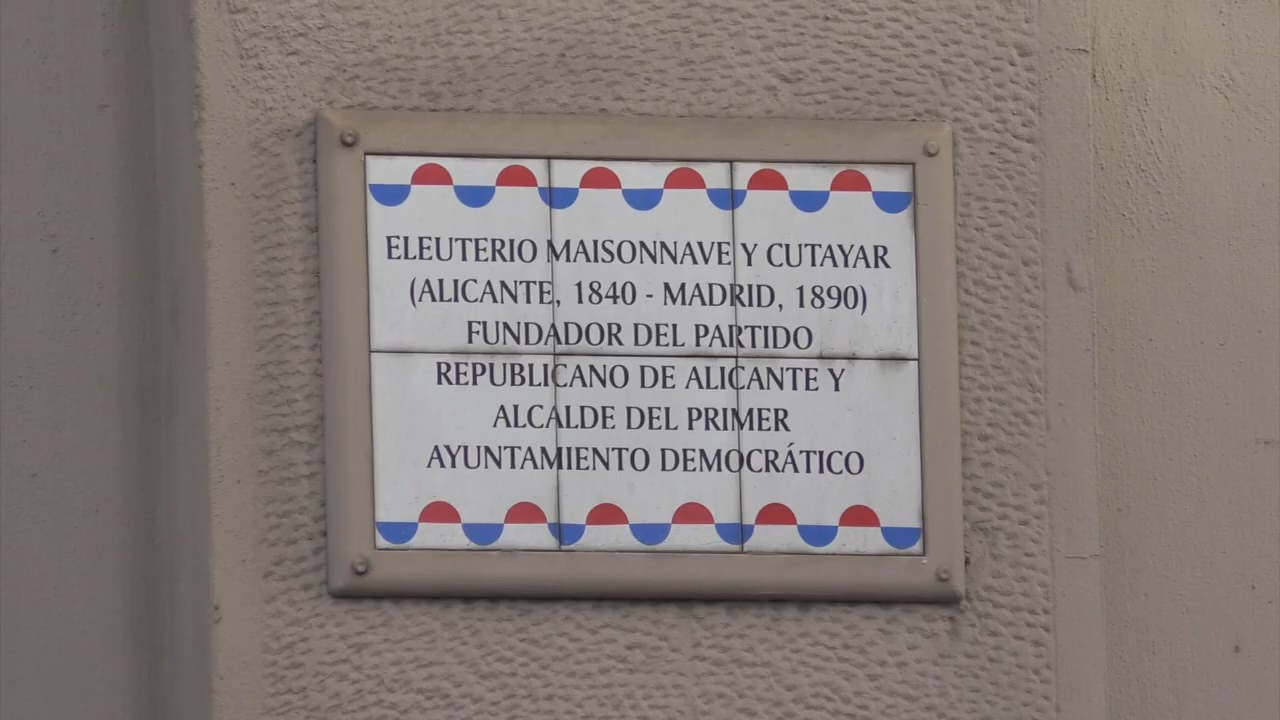 ELEUTERIO MAISONNAVE Y CUTAYAR
(ALICANTE, 1840 - MADRID, 1890)
FUNDADOR DEL PARTIDO
REPUBLICANO DE ALICANTE Y
ALCALDE DEL PRIMER
AYUNTAMIENTO DEMOCRÁTICO